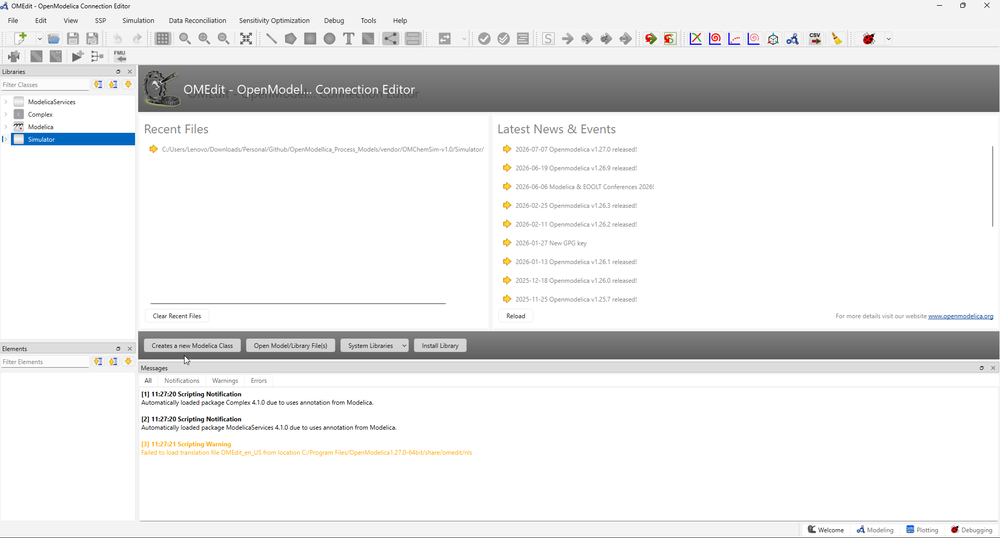 OMEdit - OpenModelica Connection Editor
File Edit View SSP Simulation Data Reconciliation Sensitivity Optimization Debug Tools Help
S
CSV
FMU
Libraries
Filter Classes
ModelicaServices
C Complex
Modelica
Simulator
OMEdit - OpenModel... Connection Editor
Recent Files
C:/Users/Lenovo/Downloads/Personal/Github/OpenModellica_Process_Models/vendor/OMChemSim-v1.0/Simulator/
Clear Recent Files
Latest News & Events
2026-07-07 Openmodelica v1.27.0 released!
2026-06-19 Openmodelica v1.26.9 released!
2026-06-06 Modelica & EOOLT Conferences 2026!
2026-02-25 Openmodelica v1.26.3 released!
2026-02-11 Openmodelica v1.26.2 released!
2026-01-27 New GPG key
2026-01-13 Openmodelica v1.26.1 released!
2025-12-18 Openmodelica v1.26.0 released!
2025-11-25 Openmodelica v1.25.7 released!
Reload
For more details visit our website www.openmodelica.org
Creates a new Modelica Class Open Model/Library File(s) System Libraries Install Library
Elements
Filter Elements
Messages
All Notifications Warnings Errors
[1] 11:27:20 Scripting Notification
Automatically loaded package Complex 4.1.0 due to uses annotation from Modelica.
[2] 11:27:20 Scripting Notification
Automatically loaded package ModelicaServices 4.1.0 due to uses annotation from Modelica.
[3] 11:27:21 Scripting Warning
Failed to load translation file OMEdit_en_US from location C:/Program Files/OpenModelica1.27.0-64bit/share/omedit/nls
Welcome Modeling Plotting Debugging